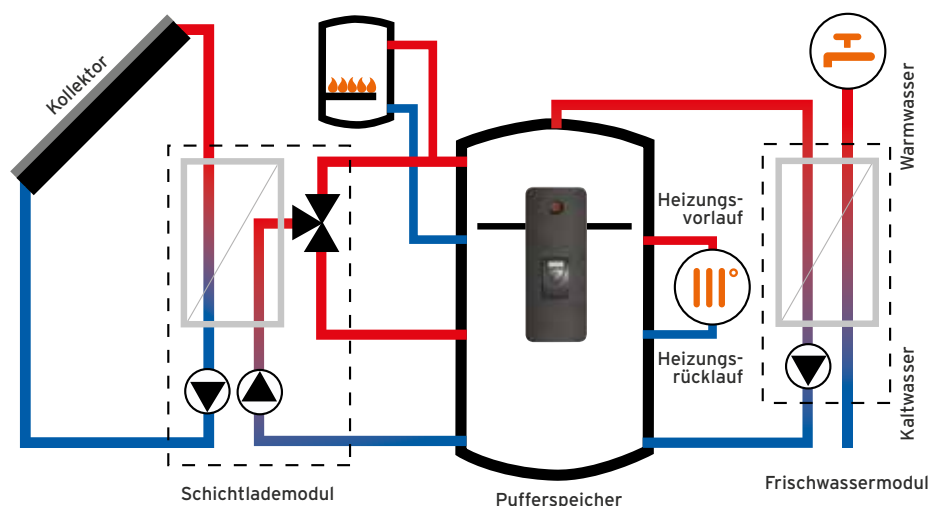 Kollektor
Warmwasser
Heizungs-
vorlauf
Heizungs-
rücklauf
Kaltwasser
Schichtlademodul
Pufferspeicher
Frischwassermodul